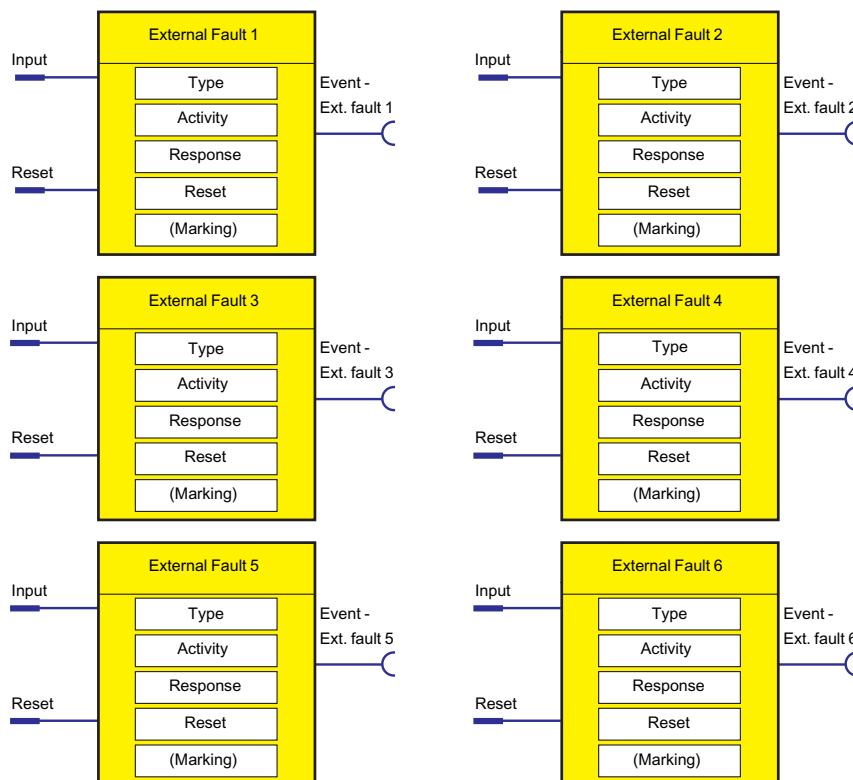 External Fault 1
Input
Type
Event -
Ext. fault 1
Activity
Response
Reset
Reset
(Marking)
External Fault 2
Input
Type
Event -
Ext. fault 2
Activity
Response
Reset
Reset
(Marking)
External Fault 3
Input
Type
Event -
Ext. fault 3
Activity
Response
Reset
Reset
(Marking)
External Fault 4
Input
Type
Event -
Ext. fault 4
Activity
Response
Reset
Reset
(Marking)
External Fault 5
Input
Type
Event -
Ext. fault 5
Activity
Response
Reset
Reset
(Marking)
External Fault 6
Input
Type
Event -
Ext. fault 6
Activity
Response
Reset
Reset
(Marking)